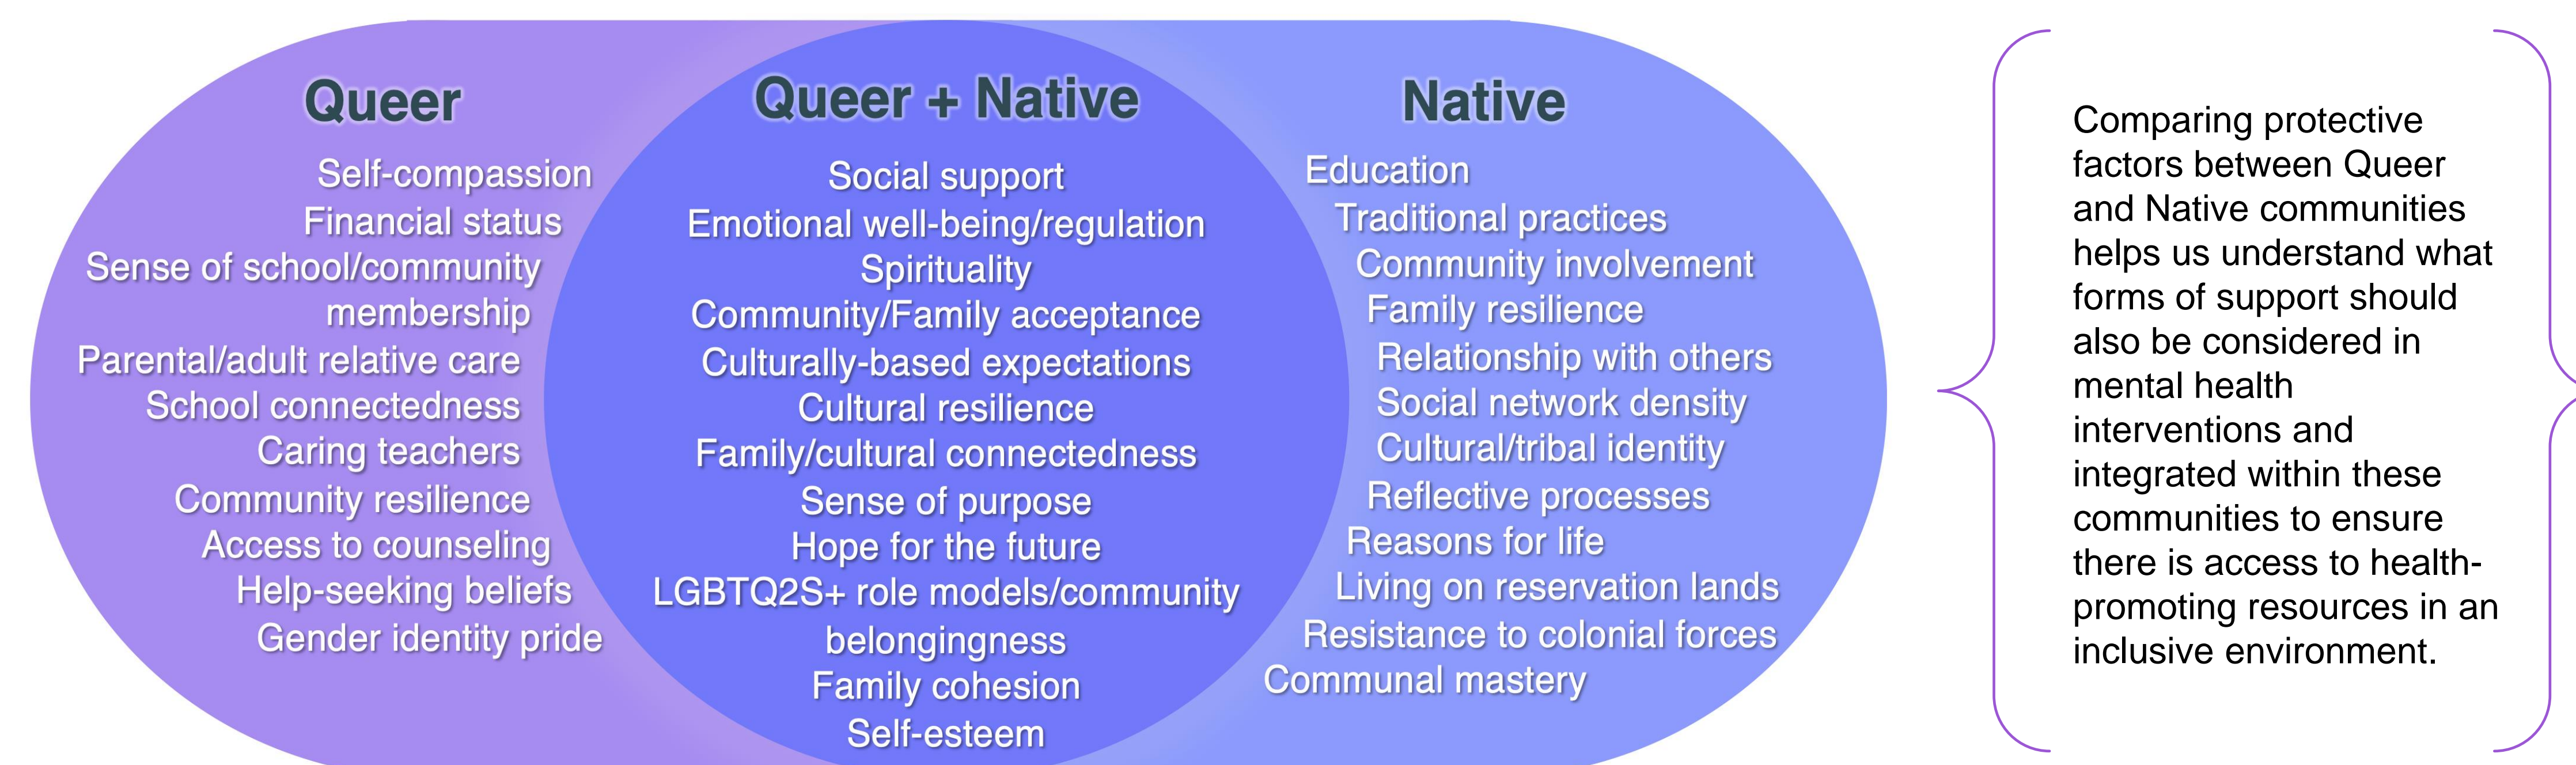 Queer
Self-compassion
Financial status
Sense of school/community
membership
Parental/adult relative care
School connectedness
Caring teachers
Community resilience
Access to counseling
Help-seeking beliefs
Gender identity pride
Queer + Native
Social support
Emotional well-being/regulation
Spirituality
Community/Family acceptance
Culturally-based expectations
Cultural resilience
Family/cultural connectedness
Sense of purpose
Hope for the future
LGBTQ2S+ role models/community
belongingness
Family cohesion
Self-esteem
Native
Education
Traditional practices
Community involvement
Family resilience
Relationship with others
Social network density
Cultural/tribal identity
Reflective processes
Reasons for life
Living on reservation lands
Resistance to colonial forces
Communal mastery
Comparing protective
factors between Queer
and Native communities
helps us understand what
forms of support should
also be considered in
mental health
interventions and
integrated within these
communities to ensure
there is access to health-
promoting resources in an
inclusive environment.